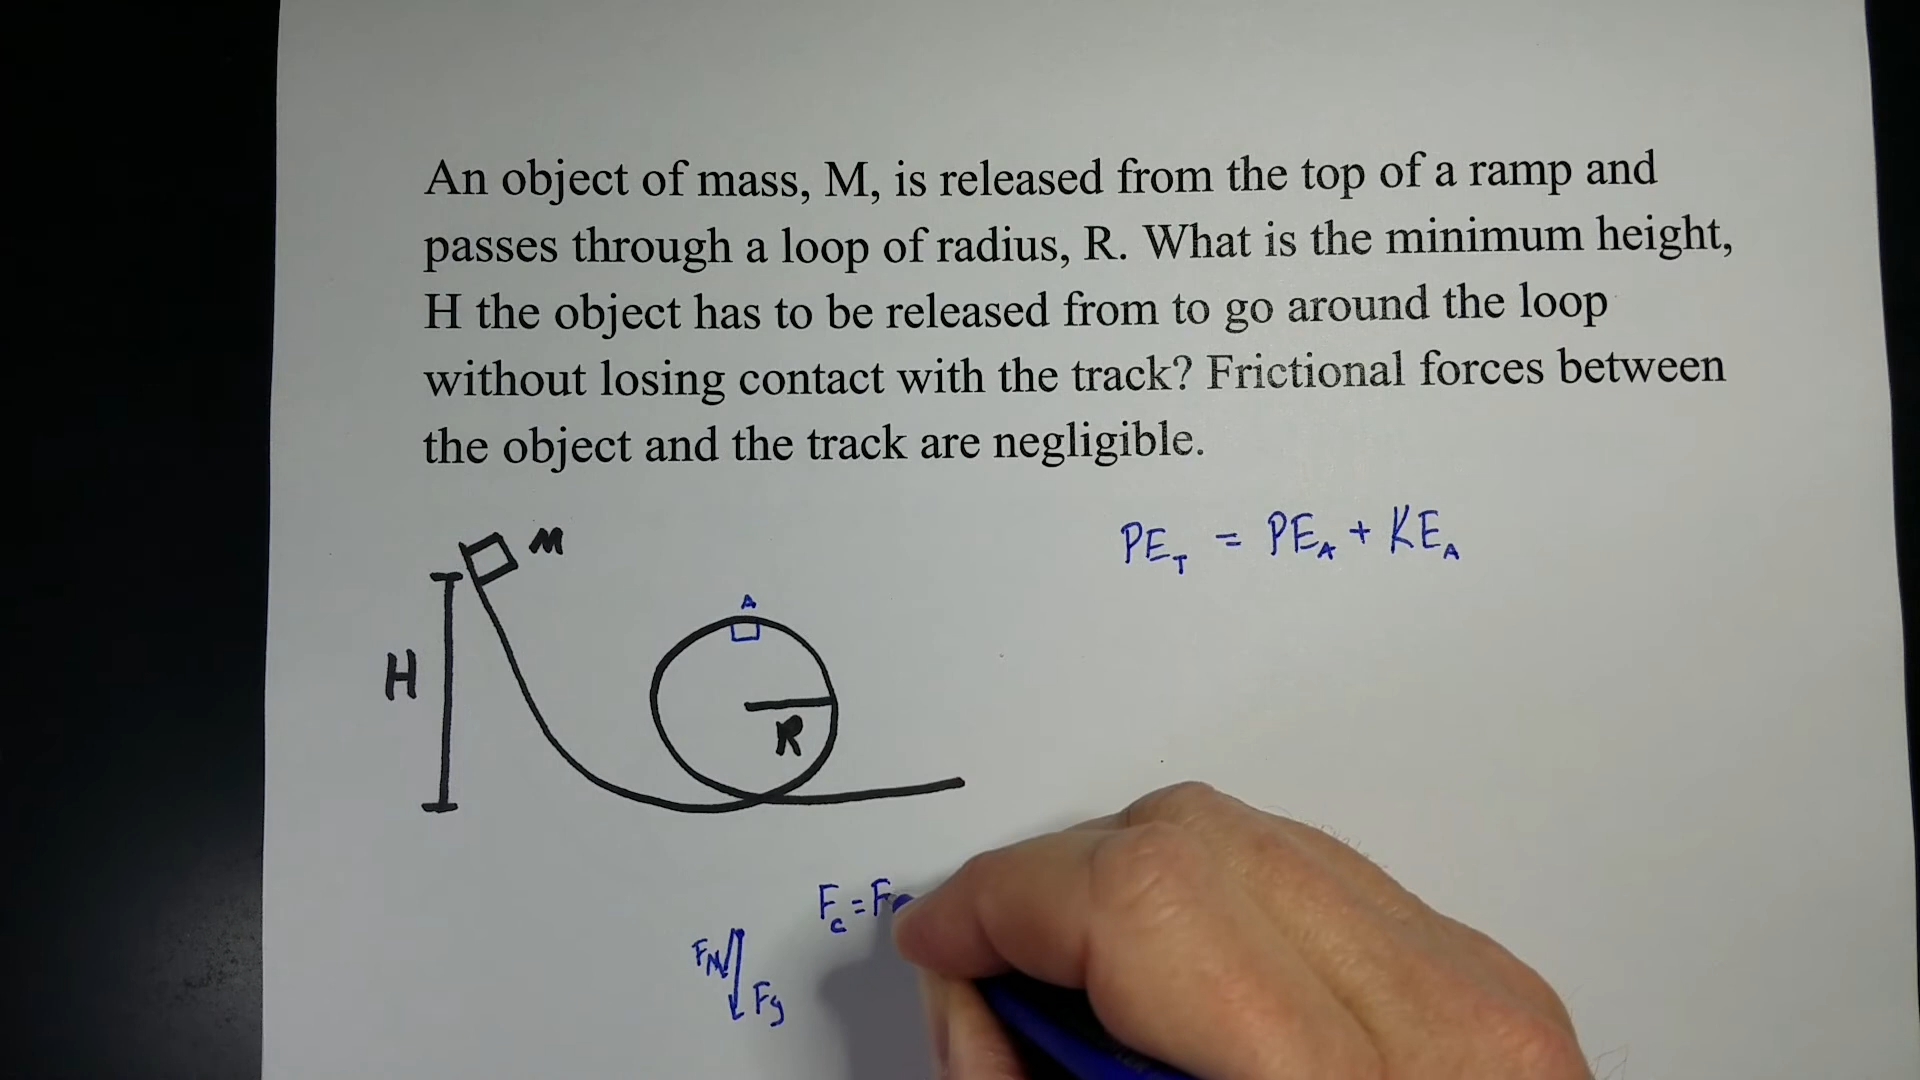 An object of mass, M, is released from the top of a ramp and
passes through a loop of radius, R. What is the minimum height,
H the object has to be released from to go around the loop
without losing contact with the track? Frictional forces between
the object and the track are negligible.
PE_T = PE_A + KE_A
M
A
H
R
F_c = F
F_N
F_g